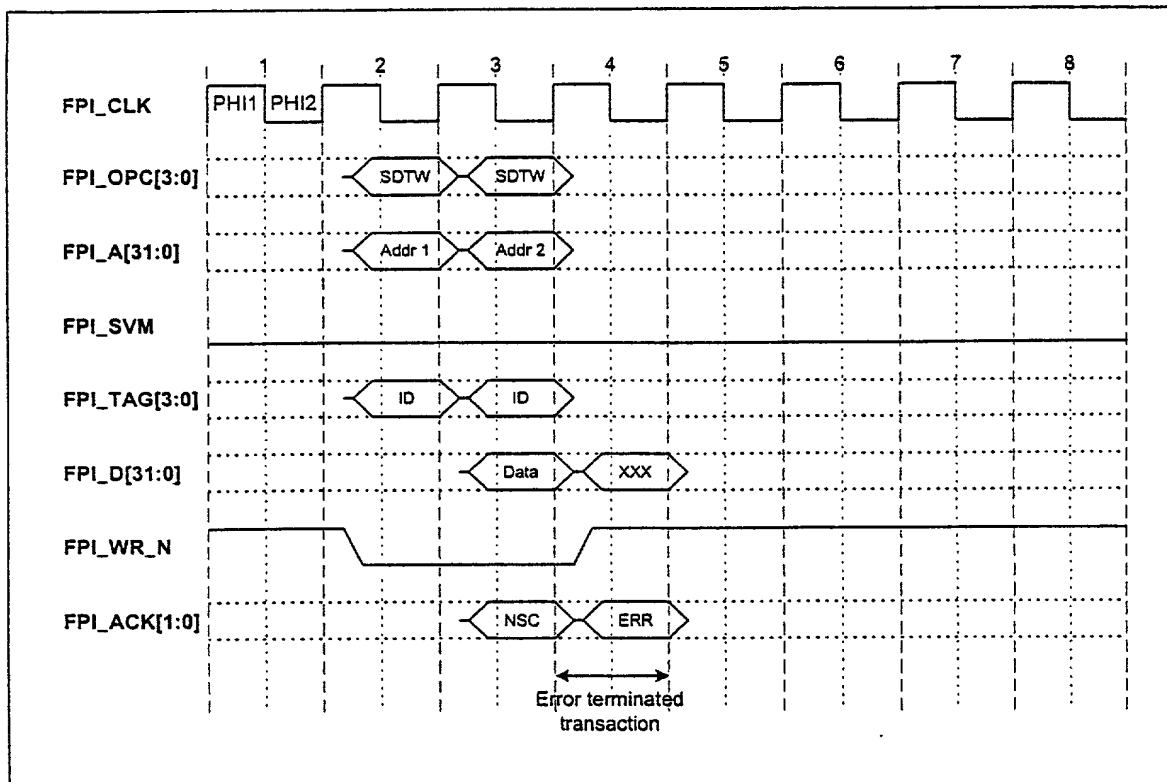 1 2 3 4 5 6 7 8
FPI_CLK PHI1 PHI2
FPI_OPC[3:0] SDTW SDTW
FPI_A[31:0] Addr 1 Addr 2
FPI_SVM
FPI_TAG[3:0] ID ID
FPI_D[31:0] Data XXX
FPI_WR_N
FPI_ACK[1:0] NSC ERR
Error terminated
transaction